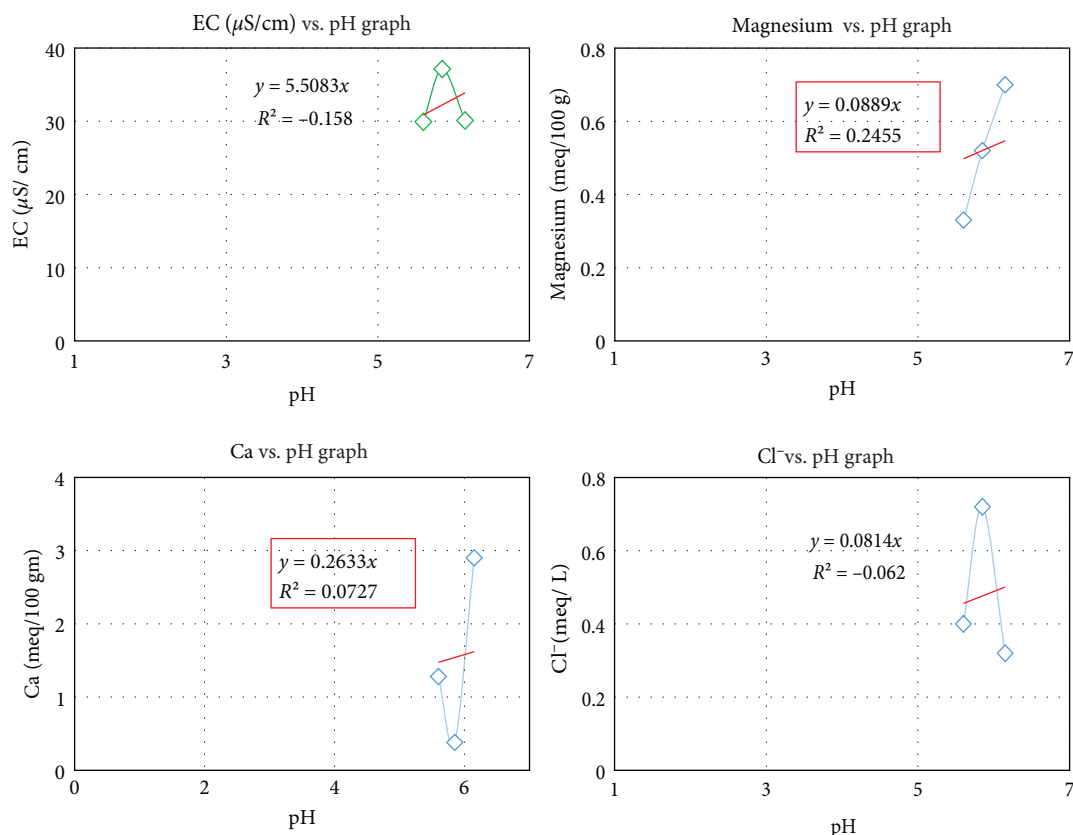 EC (µS/cm) vs. pH graph
40
30
20
10
0
EC (µS/ cm)
y = 5.5083x
R² = –0.158
1 3 5 7
pH
Magnesium vs. pH graph
0.8
0.6
0.4
0.2
0
Magnesium (meq/100 g)
y = 0.0889x
R² = 0.2455
1 3 5 7
pH
Ca vs. pH graph
4
3
2
1
0
Ca (meq/100 gm)
y = 0.2633x
R² = 0.0727
0 2 4 6
pH
Cl⁻ vs. pH graph
0.8
0.6
0.4
0.2
0.0
Cl⁻ (meq/ L)
y = 0.0814x
R² = –0.062
1 3 5 7
pH